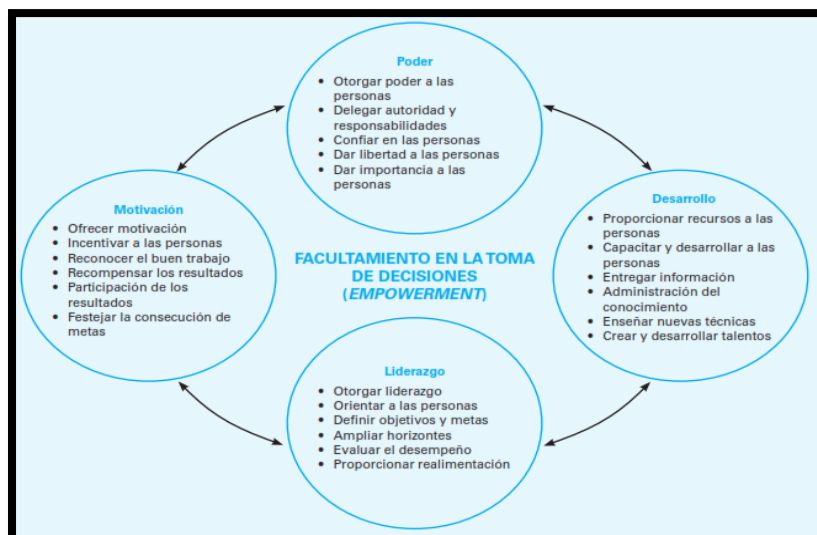 Poder
• Otorgar poder a las
personas
• Delegar autoridad y
responsabilidades
• Confiar en las personas
• Dar libertad a las personas
• Dar importancia a las
personas
Motivación
• Ofrecer motivación
• Incentivar a las personas
• Reconocer el buen trabajo
• Recompensar los resultados
• Participación de los
resultados
• Festejar la consecución de
metas
FACULTAMIENTO EN LA TOMA
DE DECISIONES
(EMPOWERMENT)
Desarrollo
• Proporcionar recursos a las
personas
• Capacitar y desarrollar a las
personas
• Entregar información
• Administración del
conocimiento
• Enseñar nuevas técnicas
• Crear y desarrollar talentos
Liderazgo
• Otorgar liderazgo
• Orientar a las personas
• Definir objetivos y metas
• Ampliar horizontes
• Evaluar el desempeño
• Proporcionar realimentación